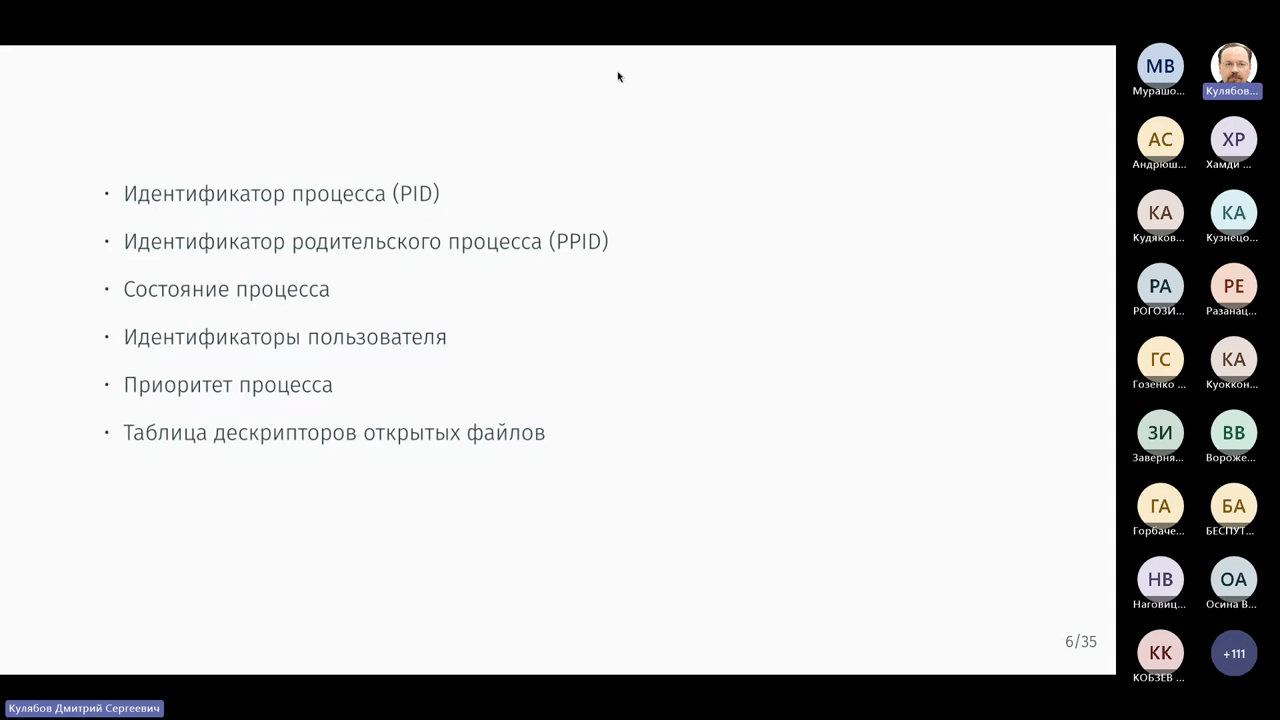 • Идентификатор процесса (PID)
• Идентификатор родительского процесса (PPID)
• Состояние процесса
• Идентификаторы пользователя
• Приоритет процесса
• Таблица дескрипторов открытых файлов
6/35
МВ
Мурашо...
Кулябов...
АС
Андрюш...
ХР
Хамди ...
КА
Кудяков...
КА
Кузнецо...
РА
РОГОЗИ...
РЕ
Разанац...
ГС
Гозенко ...
КА
Куоккон...
ЗИ
Заверня...
ВВ
Вороже...
ГА
Горбаче...
БА
БЕСПУТ...
НВ
Наговиц...
ОА
Осина В...
КК
КОБЗЕВ ...
+111
Кулябов Дмитрий Сергеевич